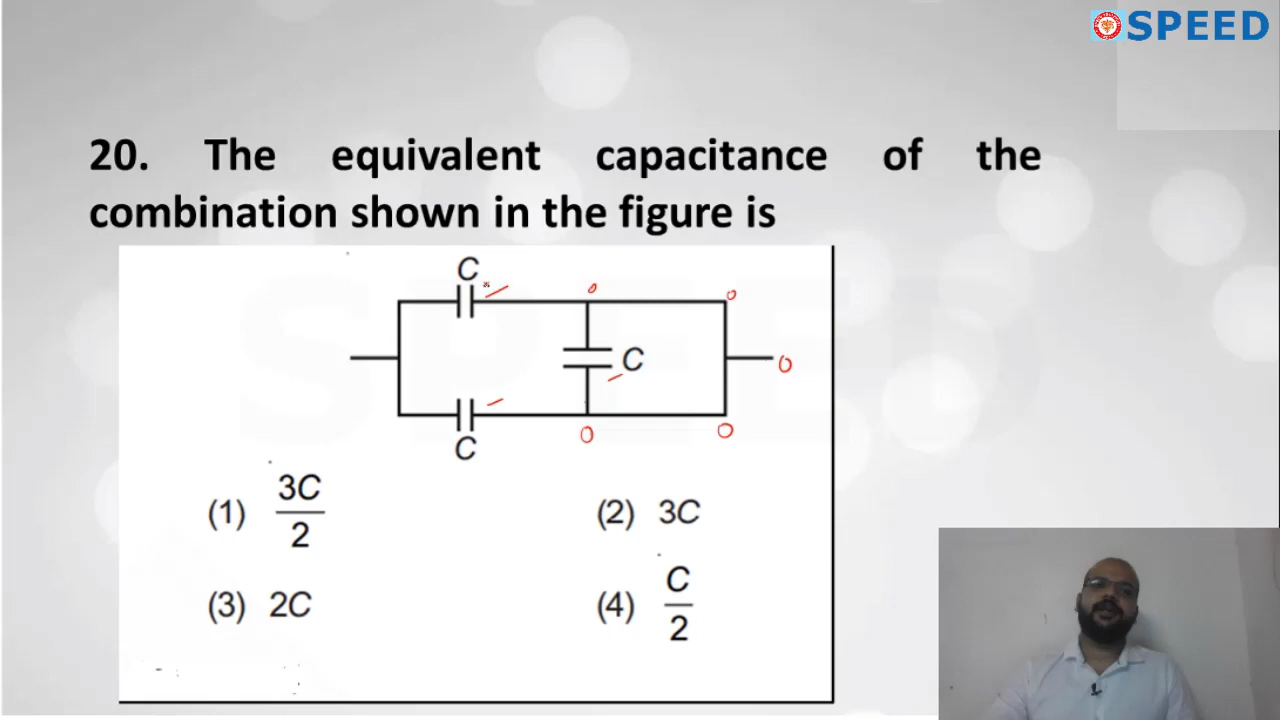 SPEED
20. The equivalent capacitance of the
combination shown in the figure is
C
C
C
0 0 0 0 0
(1) 3C/2 (2) 3C
(3) 2C (4) C/2